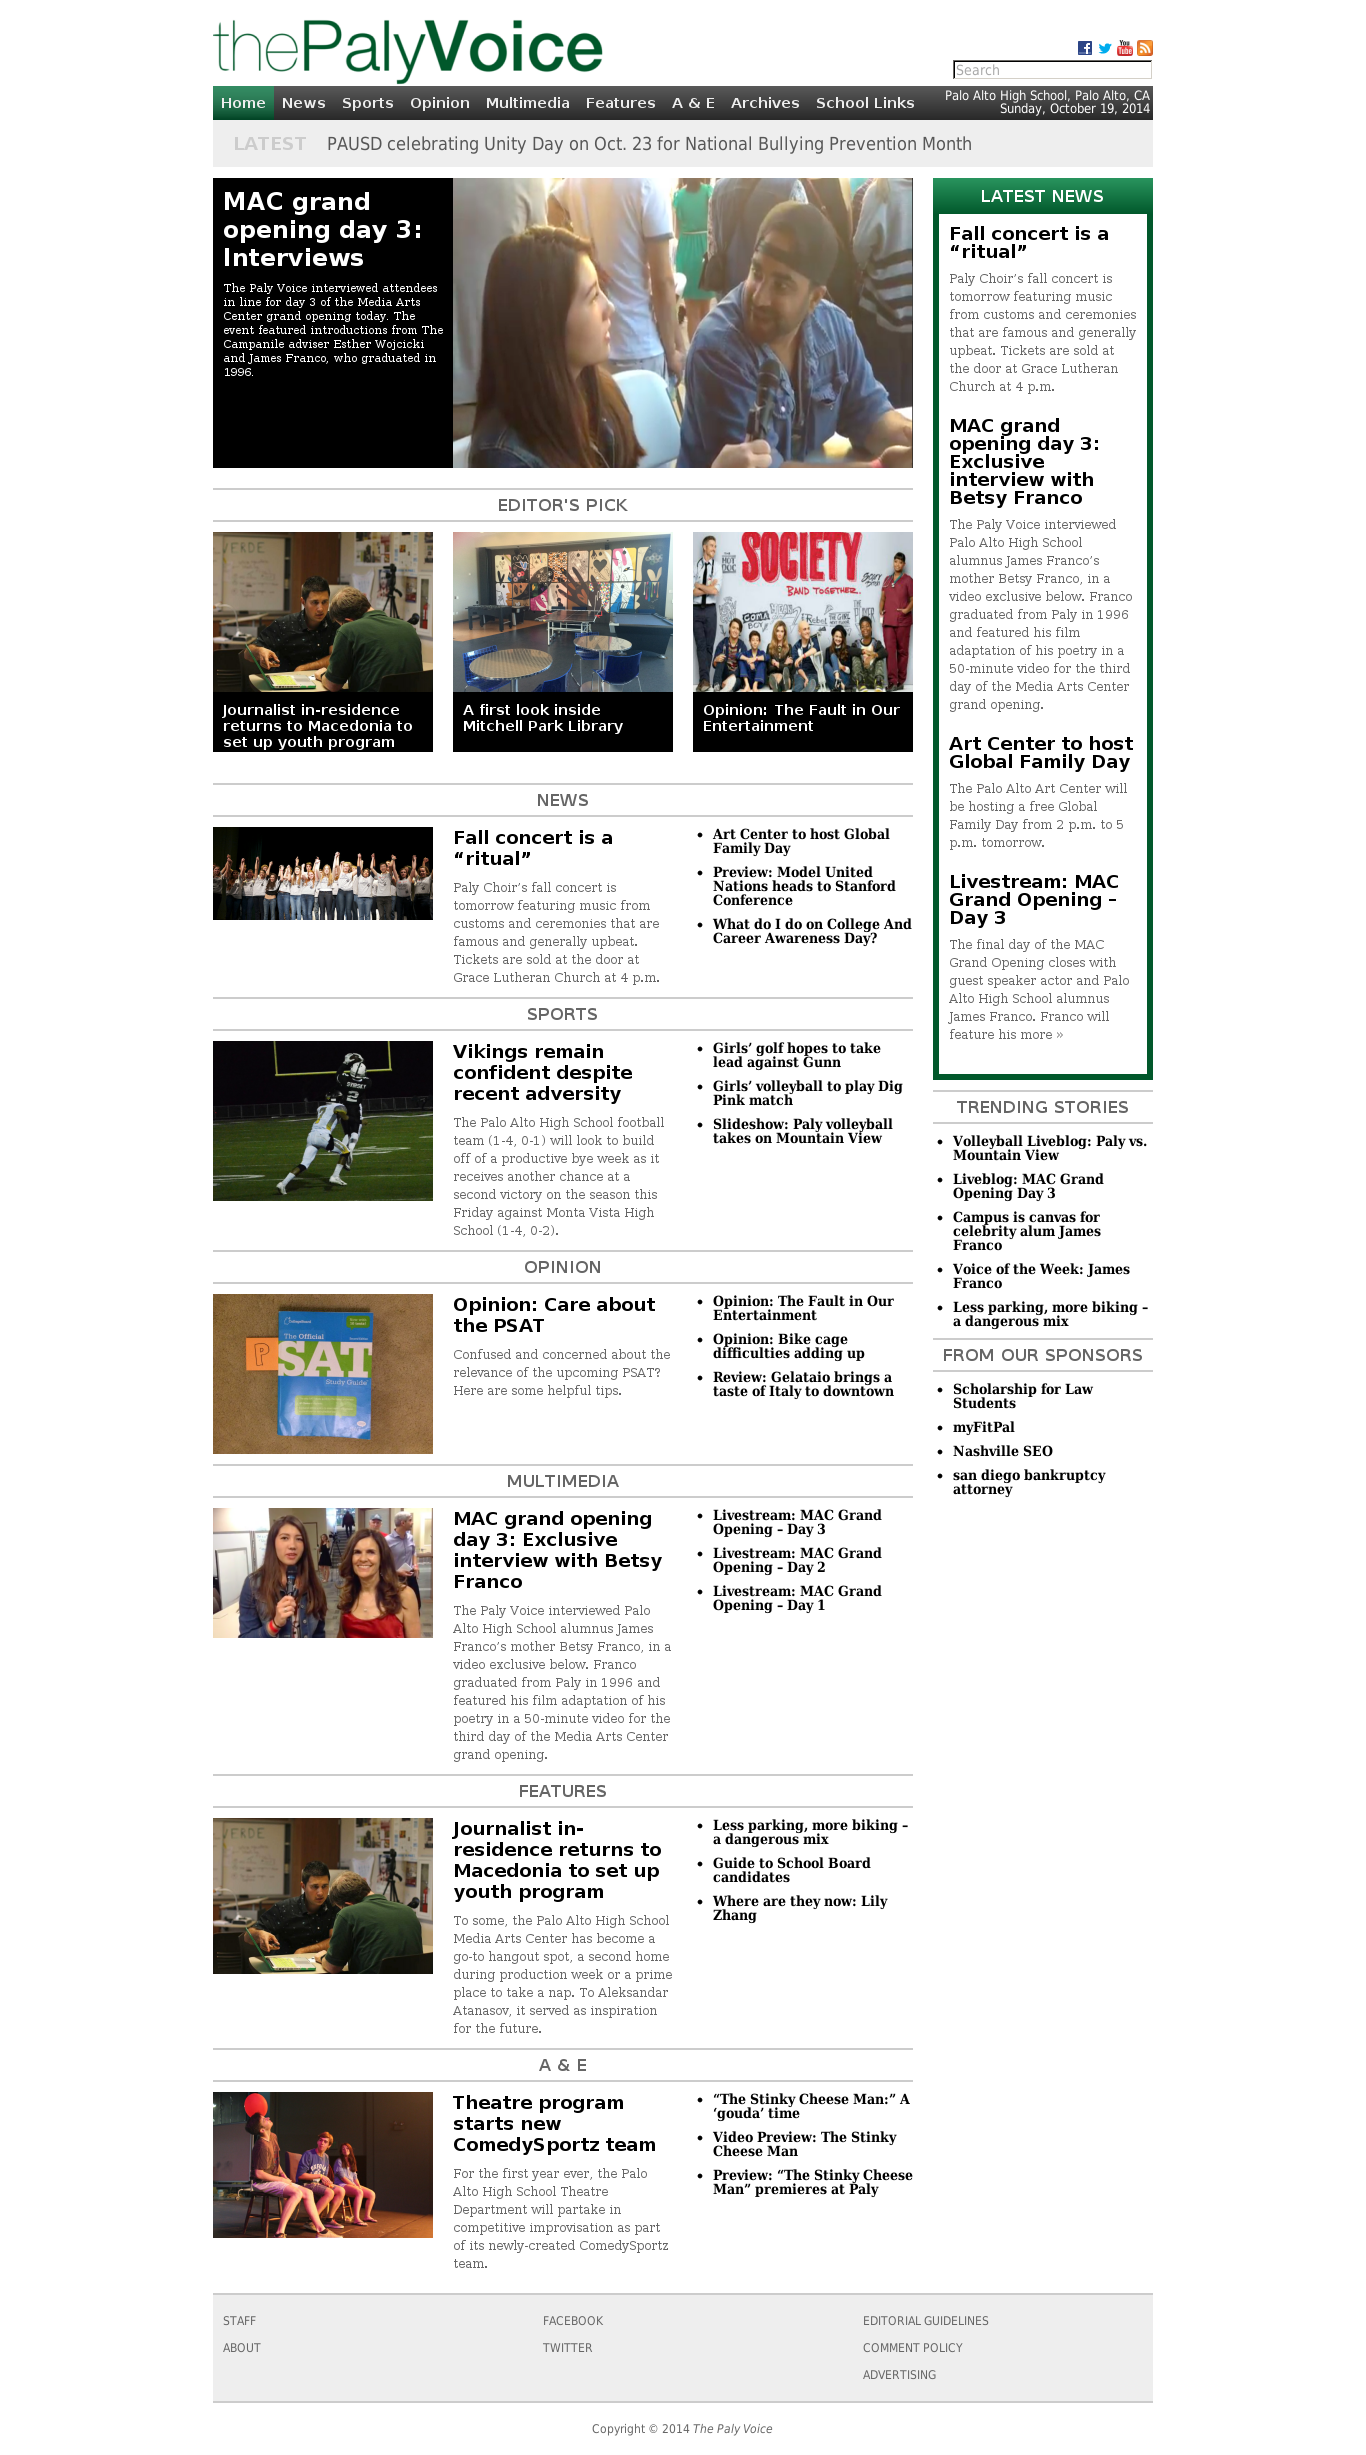 thePalyVoice
Search
Home News Sports Opinion Multimedia Features A & E Archives School Links
Palo Alto High School, Palo Alto, CA
Sunday, October 19, 2014
LATEST PAUSD celebrating Unity Day on Oct. 23 for National Bullying Prevention Month
MAC grand
opening day 3:
Interviews
The Paly Voice interviewed attendees
in line for day 3 of the Media Arts
Center grand opening today. The
event featured introductions from The
Campanile adviser Esther Wojcicki
and James Franco, who graduated in
1996.
EDITOR'S PICK
VERDE
Journalist in-residence
returns to Macedonia to
set up youth program
A first look inside
Mitchell Park Library
SOCIETY
BAND TOGETHER.
Opinion: The Fault in Our
Entertainment
NEWS
Fall concert is a
“ritual”
Paly Choir’s fall concert is
tomorrow featuring music from
customs and ceremonies that are
famous and generally upbeat.
Tickets are sold at the door at
Grace Lutheran Church at 4 p.m.
• Art Center to host Global
Family Day
• Preview: Model United
Nations heads to Stanford
Conference
• What do I do on College And
Career Awareness Day?
SPORTS
2
Vikings remain
confident despite
recent adversity
The Palo Alto High School football
team (1-4, 0-1) will look to build
off of a productive bye week as it
receives another chance at a
second victory on the season this
Friday against Monta Vista High
School (1-4, 0-2).
• Girls’ golf hopes to take
lead against Gunn
• Girls’ volleyball to play Dig
Pink match
• Slideshow: Paly volleyball
takes on Mountain View
OPINION
The Official
P
SAT
Study Guide
Opinion: Care about
the PSAT
Confused and concerned about the
relevance of the upcoming PSAT?
Here are some helpful tips.
• Opinion: The Fault in Our
Entertainment
• Opinion: Bike cage
difficulties adding up
• Review: Gelataio brings a
taste of Italy to downtown
MULTIMEDIA
MAC grand opening
day 3: Exclusive
interview with Betsy
Franco
The Paly Voice interviewed Palo
Alto High School alumnus James
Franco’s mother Betsy Franco, in a
video exclusive below. Franco
graduated from Paly in 1996 and
featured his film adaptation of his
poetry in a 50-minute video for the
third day of the Media Arts Center
grand opening.
• Livestream: MAC Grand
Opening – Day 3
• Livestream: MAC Grand
Opening – Day 2
• Livestream: MAC Grand
Opening – Day 1
FEATURES
VERDE
Journalist in-
residence returns to
Macedonia to set up
youth program
To some, the Palo Alto High School
Media Arts Center has become a
go-to hangout spot, a second home
during production week or a prime
place to take a nap. To Aleksandar
Atanasov, it served as inspiration
for the future.
• Less parking, more biking –
a dangerous mix
• Guide to School Board
candidates
• Where are they now: Lily
Zhang
A & E
Theatre program
starts new
ComedySportz team
For the first year ever, the Palo
Alto High School Theatre
Department will partake in
competitive improvisation as part
of its newly-created ComedySportz
team.
• “The Stinky Cheese Man:” A
‘gouda’ time
• Video Preview: The Stinky
Cheese Man
• Preview: “The Stinky Cheese
Man” premieres at Paly
LATEST NEWS
Fall concert is a
“ritual”
Paly Choir’s fall concert is
tomorrow featuring music
from customs and ceremonies
that are famous and generally
upbeat. Tickets are sold at
the door at Grace Lutheran
Church at 4 p.m.
MAC grand
opening day 3:
Exclusive
interview with
Betsy Franco
The Paly Voice interviewed
Palo Alto High School
alumnus James Franco’s
mother Betsy Franco, in a
video exclusive below. Franco
graduated from Paly in 1996
and featured his film
adaptation of his poetry in a
50-minute video for the third
day of the Media Arts Center
grand opening.
Art Center to host
Global Family Day
The Palo Alto Art Center will
be hosting a free Global
Family Day from 2 p.m. to 5
p.m. tomorrow.
Livestream: MAC
Grand Opening –
Day 3
The final day of the MAC
Grand Opening closes with
guest speaker actor and Palo
Alto High School alumnus
James Franco. Franco will
feature his more »
TRENDING STORIES
• Volleyball Liveblog: Paly vs.
Mountain View
• Liveblog: MAC Grand
Opening Day 3
• Campus is canvas for
celebrity alum James
Franco
• Voice of the Week: James
Franco
• Less parking, more biking –
a dangerous mix
FROM OUR SPONSORS
• Scholarship for Law
Students
• myFitPal
• Nashville SEO
• san diego bankruptcy
attorney
STAFF
ABOUT
FACEBOOK
TWITTER
EDITORIAL GUIDELINES
COMMENT POLICY
ADVERTISING
Copyright © 2014 The Paly Voice